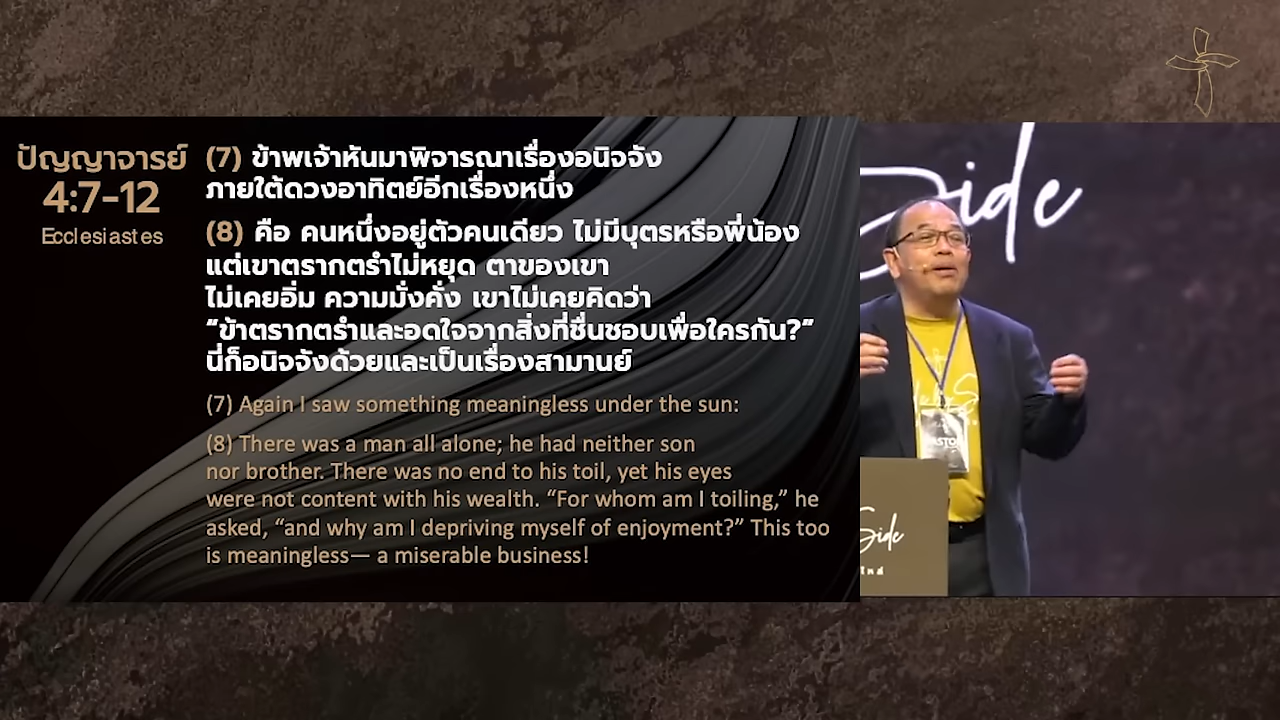 ปัญญาจารย์
4:7-12
Ecclesiastes
(7) ข้าพเจ้าหันมาพิจารณาเรื่องอนิจจัง
ภายใต้ดวงอาทิตย์อีกเรื่องหนึ่ง
(8) คือ คนหนึ่งอยู่ตัวคนเดียว ไม่มีบุตรหรือพี่น้อง
แต่เขาตรากตรำไม่หยุด ตาของเขา
ไม่เคยอิ่ม ความมั่งคั่ง เขาไม่เคยคิดว่า
“ข้าตรากตรำและอดใจจากสิ่งที่ชื่นชอบเพื่อใครกัน?”
นี่ก็อนิจจังด้วยและเป็นเรื่องสามานย์
(7) Again I saw something meaningless under the sun:
(8) There was a man all alone; he had neither son
nor brother. There was no end to his toil, yet his eyes
were not content with his wealth. “For whom am I toiling,” he
asked, “and why am I depriving myself of enjoyment?” This too
is meaningless— a miserable business!
Side
Side